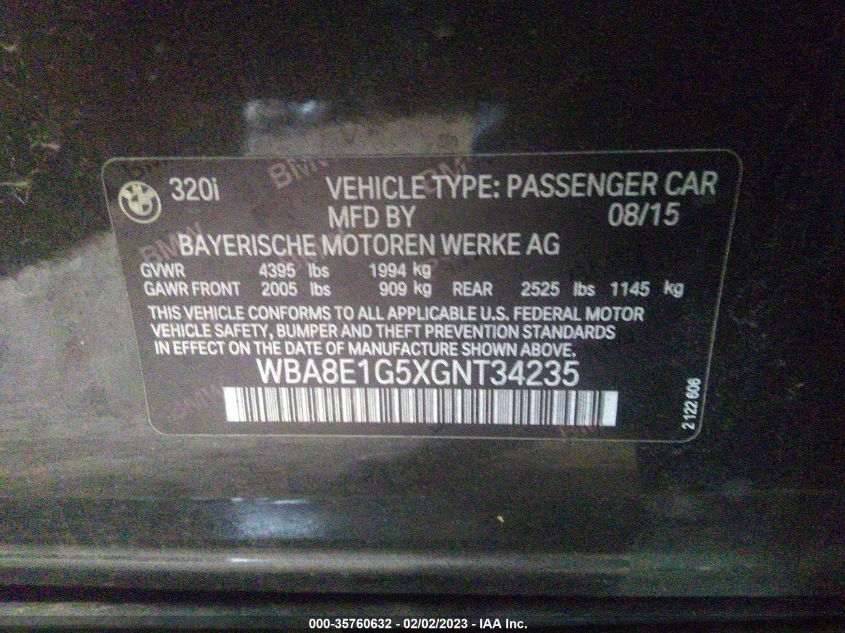 320i VEHICLE TYPE: PASSENGER CAR
MFD BY 08/15
BAYERISCHE MOTOREN WERKE AG
GVWR 4395 lbs 1994 kg
GAWR FRONT 2005 lbs 909 kg REAR 2525 lbs 1145 kg
THIS VEHICLE CONFORMS TO ALL APPLICABLE U.S. FEDERAL MOTOR
VEHICLE SAFETY, BUMPER AND THEFT PREVENTION STANDARDS
IN EFFECT ON THE DATE OF MANUFACTURE SHOWN ABOVE.
WBA8E1G5XGNT34235
2 122 606
000-35760632 - 02/02/2023 - IAA Inc.